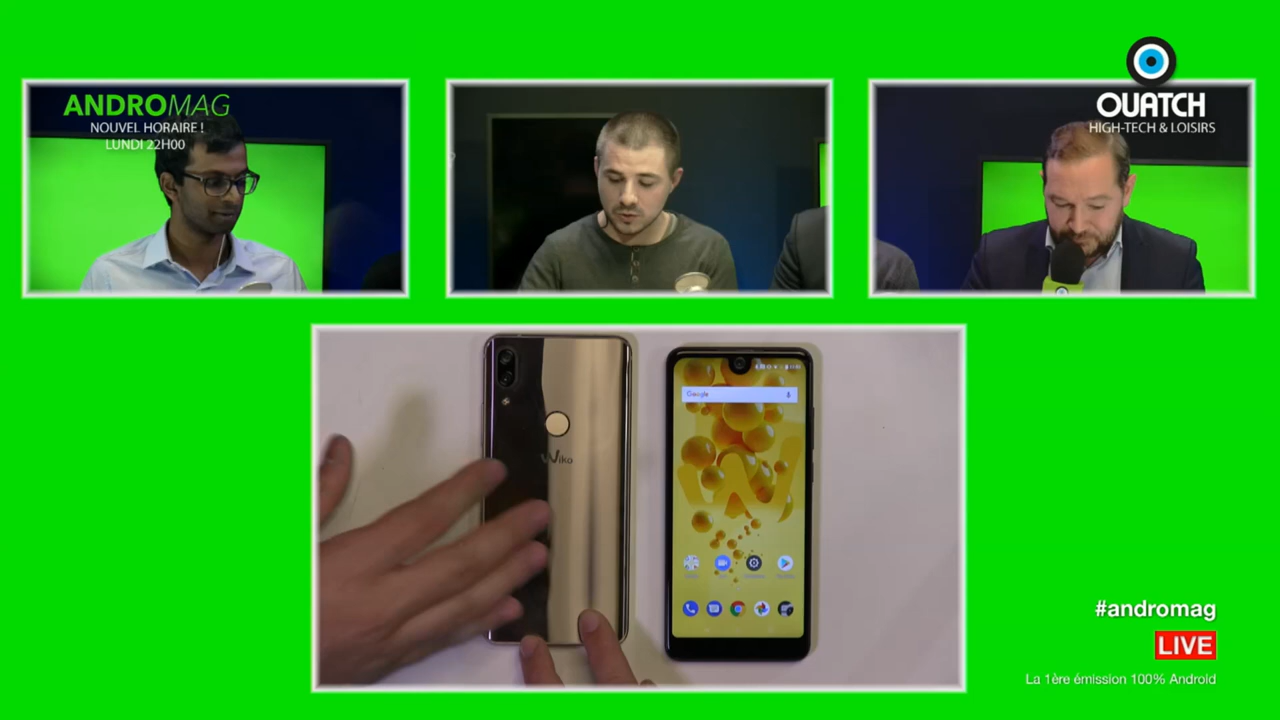 ANDROMAG
NOUVEL HORAIRE !
LUNDI 22H00
OUATCH
HIGH-TECH & LOISIRS
Wiko
Google
#andromag
LIVE
La 1ère émission 100% Android